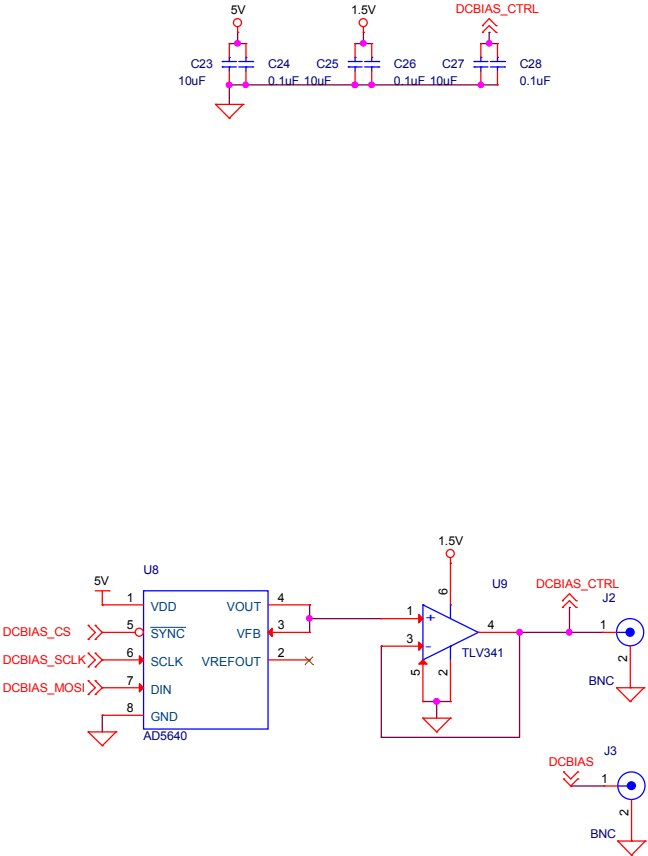 5V 1.5V DCBIAS_CTRL
C23 C24 C25 C26 C27 C28
10uF 0.1uF 10uF 0.1uF 10uF 0.1uF
1.5V
U8
5V U9 DCBIAS_CTRL
6
J2
1 VDD VOUT 4
1 + 4 1
5 SYNC VFB 3
DCBIAS_CS
3 - TLV341
DCBIAS_SCLK 6 SCLK VREFOUT 2
5 2 2
DCBIAS_MOSI 7 DIN
BNC
8 GND
AD5640
J3
DCBIAS
1
2
BNC